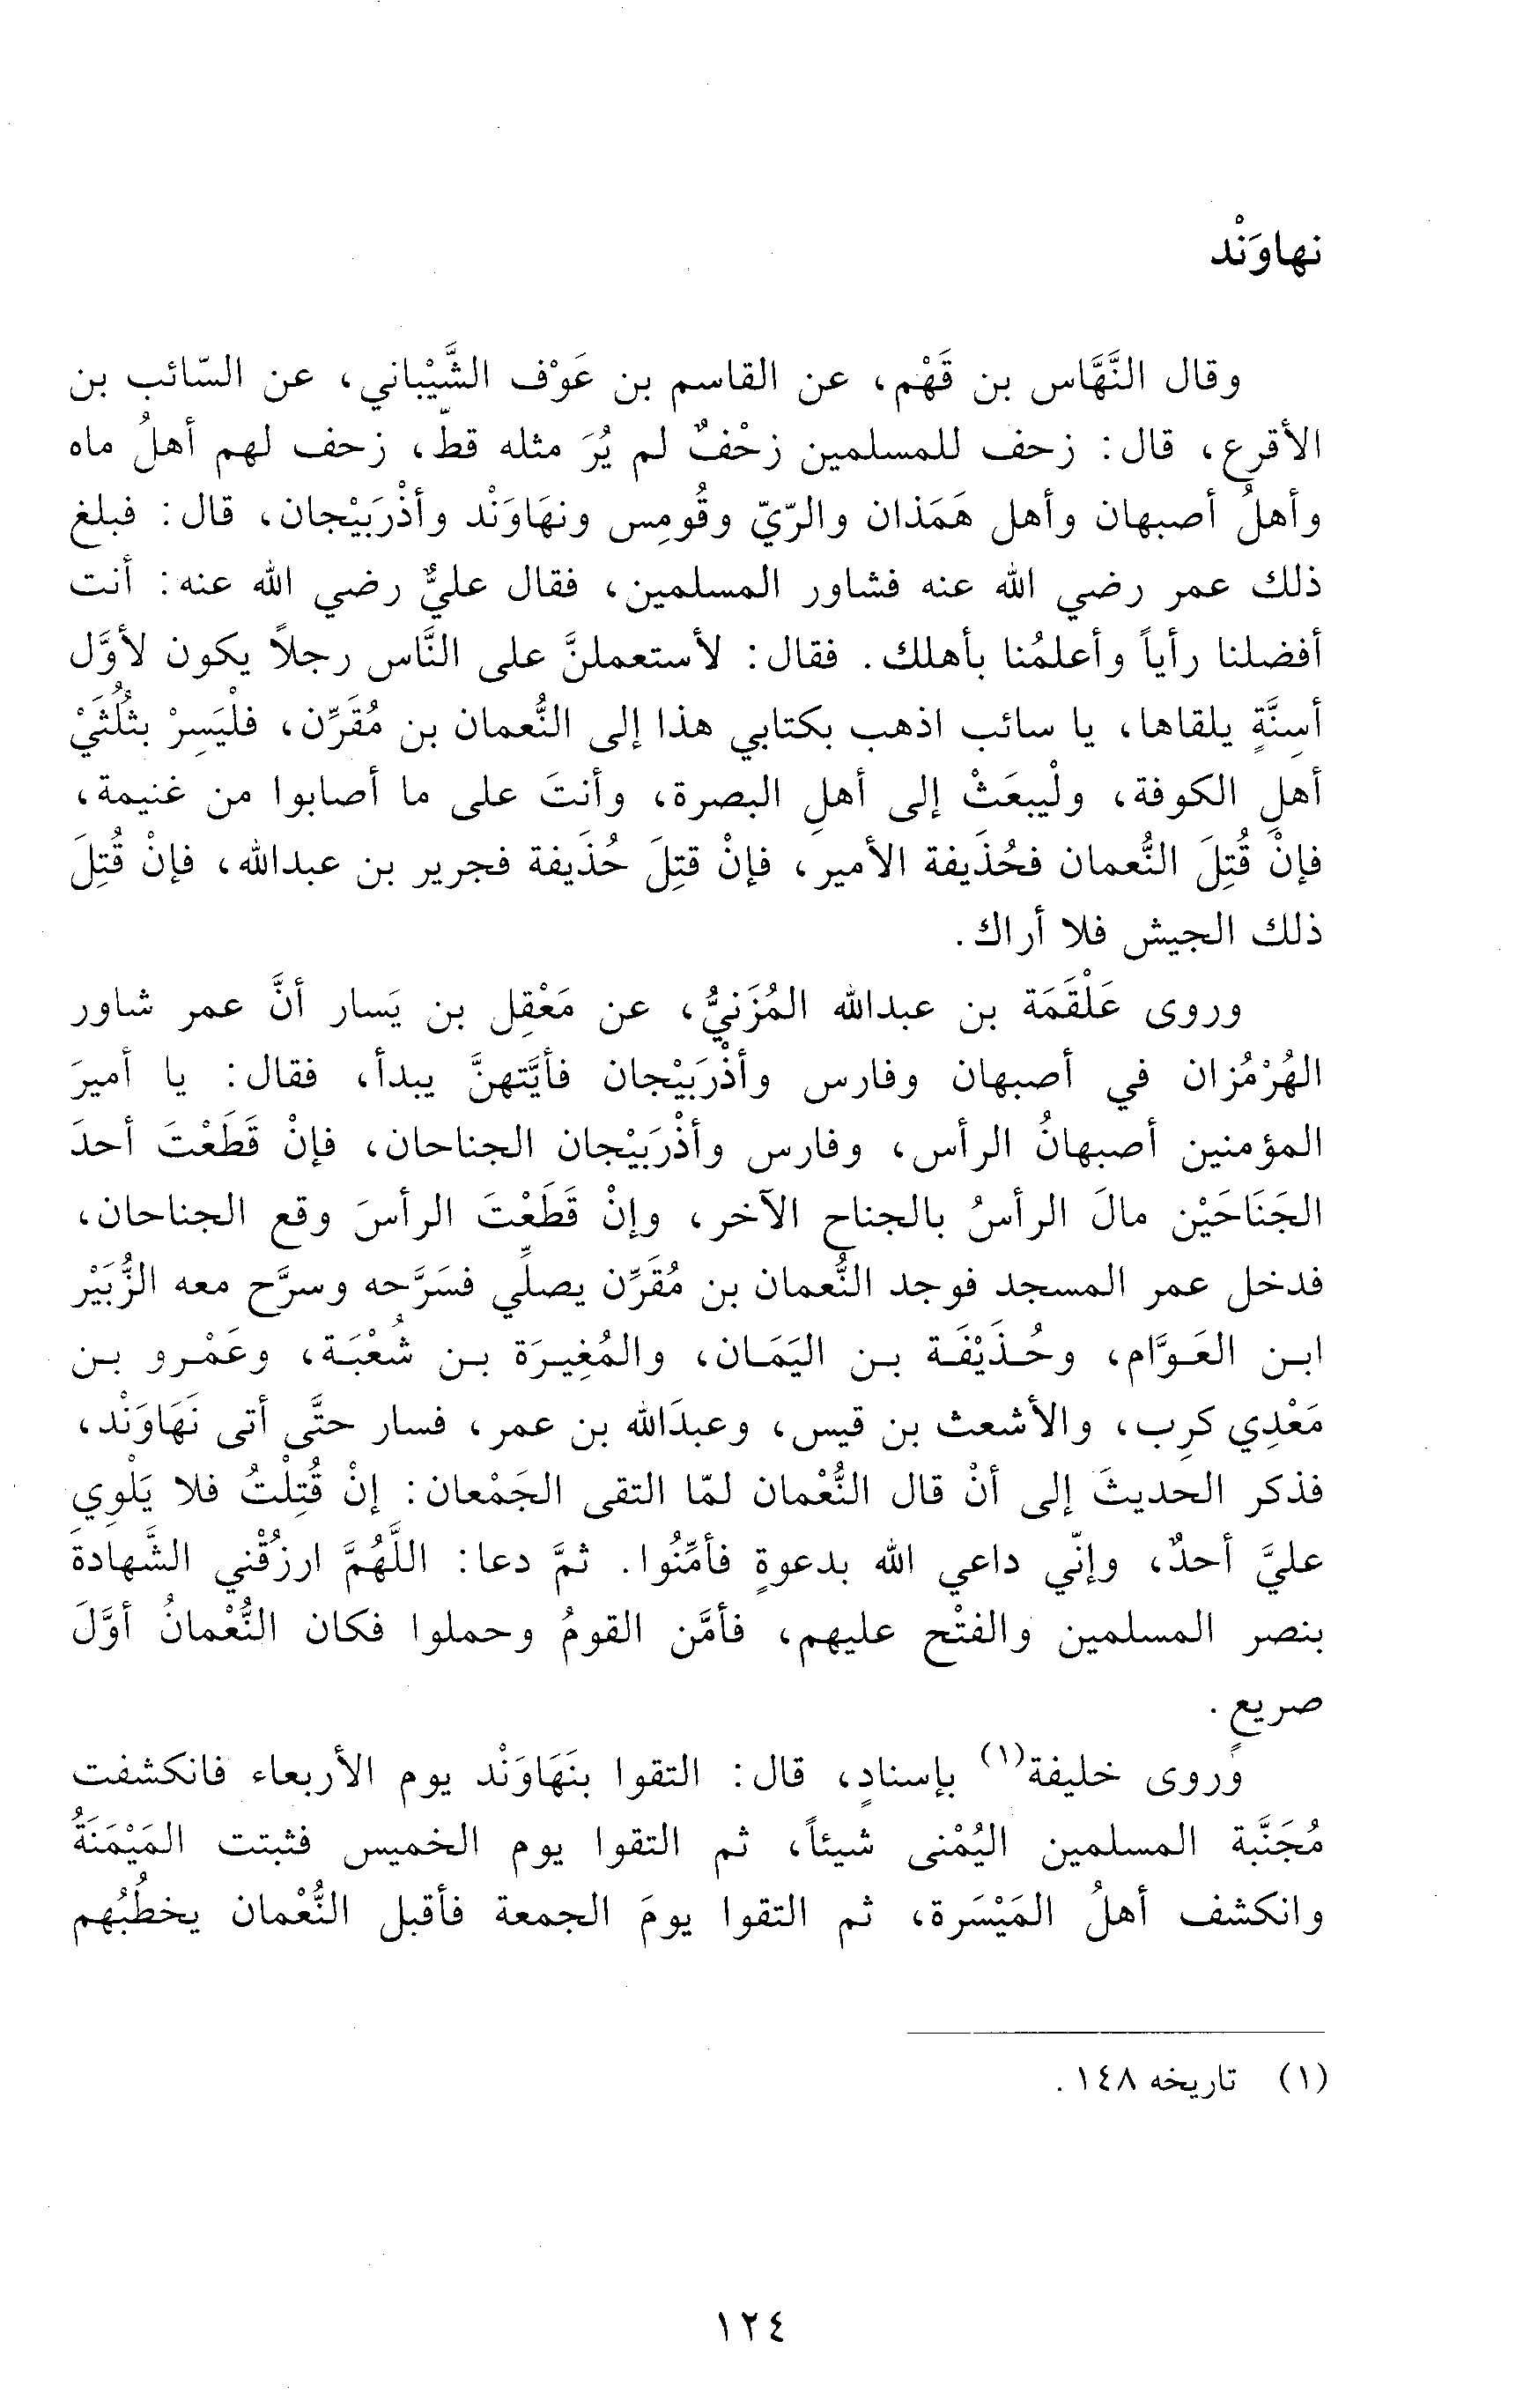 نهاوَنْد
وقال النَّهَّاس بن قَهْم، عن القاسم بن عَوْف الشَّيْباني، عن السّائب بن
الأقرع، قال: زحف للمسلمين زحْفٌ لم يُرَ مثله قطّ، زحف لهم أهلُ ماه
وأهلُ أصبهان وأهل هَمَذان والرّيّ وقُومِس ونهَاوَنْد وأذْرَبَيْجان، قال: فبلغ
ذلك عمر رضي الله عنه فشاور المسلمين، فقال عليٌّ رضي الله عنه: أنت
أفضلنا رأياً وأعلمُنا بأهلك. فقال: لأستعملنَّ على النَّاس رجلاً يكون لأوَّل
أسِنَّةٍ يلقاها، يا سائب اذهب بكتابي هذا إلى النُّعمان بن مُقَرِّن، فلْيَسِرْ بثُلُثَيْ
أهلِ الكوفة، ولْيبعَثْ إلى أهلِ البصرة، وأنتَ على ما أصابوا من غنيمة،
فإنْ قُتِلَ النُّعمان فحُذَيفة الأمير، فإنْ قتِلَ حُذَيفة فجرير بن عبدالله، فإنْ قُتِلَ
ذلك الجيش فلا أراك.
وروى عَلْقَمَة بن عبدالله المُزَنيُّ، عن مَعْقِل بن يَسار أنَّ عمر شاور
الهُرْمُزان في أصبهان وفارس وأذْرَبَيْجان فأيَّتهنَّ يبدأ، فقال: يا أميرَ
المؤمنين أصبهانُ الرأس، وفارس وأذْرَبَيْجان الجناحان، فإنْ قَطَعْتَ أحدَ
الجَنَاحَيْن مالَ الرأسُ بالجناح الآخر، وإنْ قَطَعْتَ الرأسَ وقع الجناحان،
فدخل عمر المسجد فوجد النُّعمان بن مُقَرِّن يصلِّي فسَرَّحه وسرَّح معه الزُّبَيْر
ابن العَوَّام، وحُذَيْفَة بن اليَمَان، والمُغِيرَة بن شُعْبَة، وعَمْرو بن
مَعْدِي كرِب، والأشعث بن قيس، وعبدَالله بن عمر، فسار حتَّى أتى نَهَاوَنْد،
فذكر الحديثَ إلى أنْ قال النُّعْمان لمّا التقى الجَمْعان: إنْ قُتِلْتُ فلا يَلْوِي
عليَّ أحدٌ، وإنّي داعي الله بدعوةٍ فأمِّنُوا. ثمَّ دعا: اللَّهُمَّ ارزُقْني الشَّهادةَ
بنصر المسلمين والفتْح عليهم، فأمَّن القومُ وحملوا فكان النُّعْمانُ أوَّلَ
صريعٍ.
وروى خليفة(١) بإسنادٍ، قال: التقوا بنَهَاوَنْد يوم الأربعاء فانكشفت
مُجَنَّبة المسلمين اليُمْنى شيئاً، ثم التقوا يوم الخميس فثبتت المَيْمَنَةُ
وانكشف أهلُ المَيْسَرة، ثم التقوا يومَ الجمعة فأقبل النُّعْمان يخطُبُهم
(١) تاريخه ١٤٨.
١٢٤